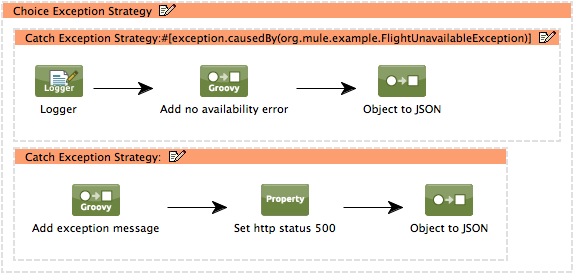 Choice Exception Strategy
Catch Exception Strategy:#[exception.causedBy(org.mule.example.FlightUnavailableException)]
Logger
Groovy
Logger
Add no availability error
Object to JSON
Catch Exception Strategy:
Groovy
Property
Add exception message
Set http status 500
Object to JSON